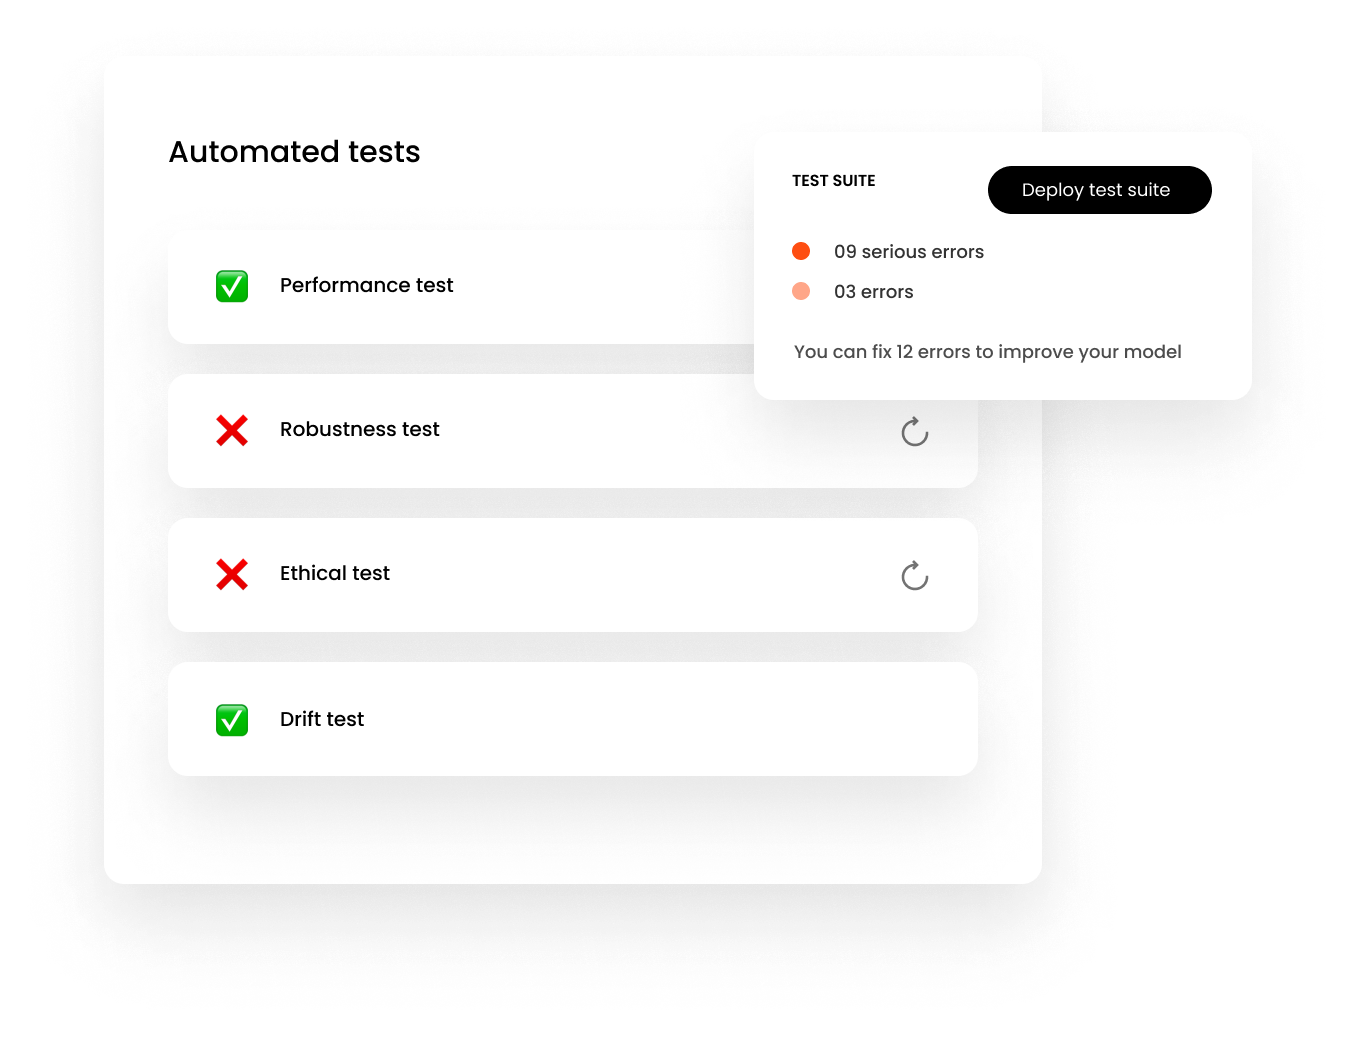 Automated tests
TEST SUITE
Deploy test suite
09 serious errors
03 errors
You can fix 12 errors to improve your model
Performance test
Robustness test
Ethical test
Drift test